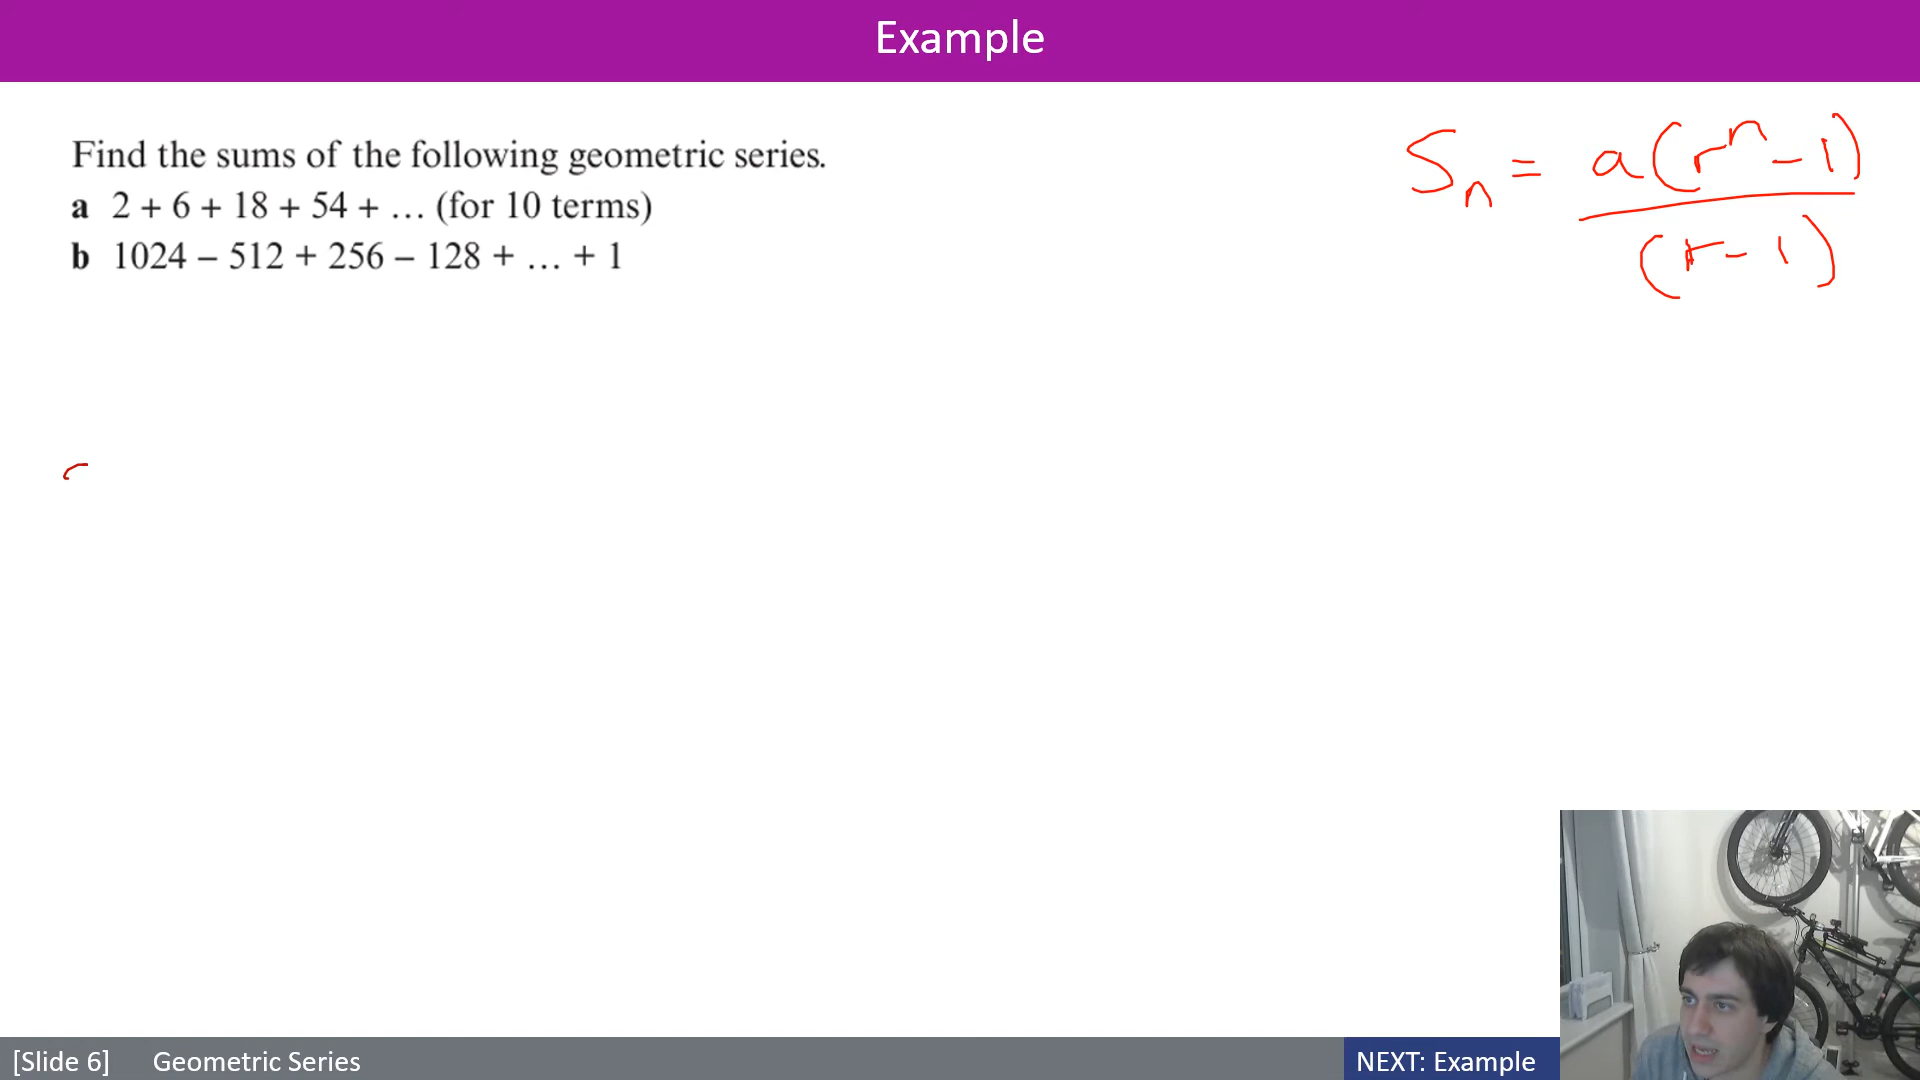 Example
Find the sums of the following geometric series.
a 2 + 6 + 18 + 54 + … (for 10 terms)
b 1024 – 512 + 256 – 128 + … + 1
Sₙ = a(rⁿ – 1)
(r – 1)
[Slide 6] Geometric Series NEXT: Example